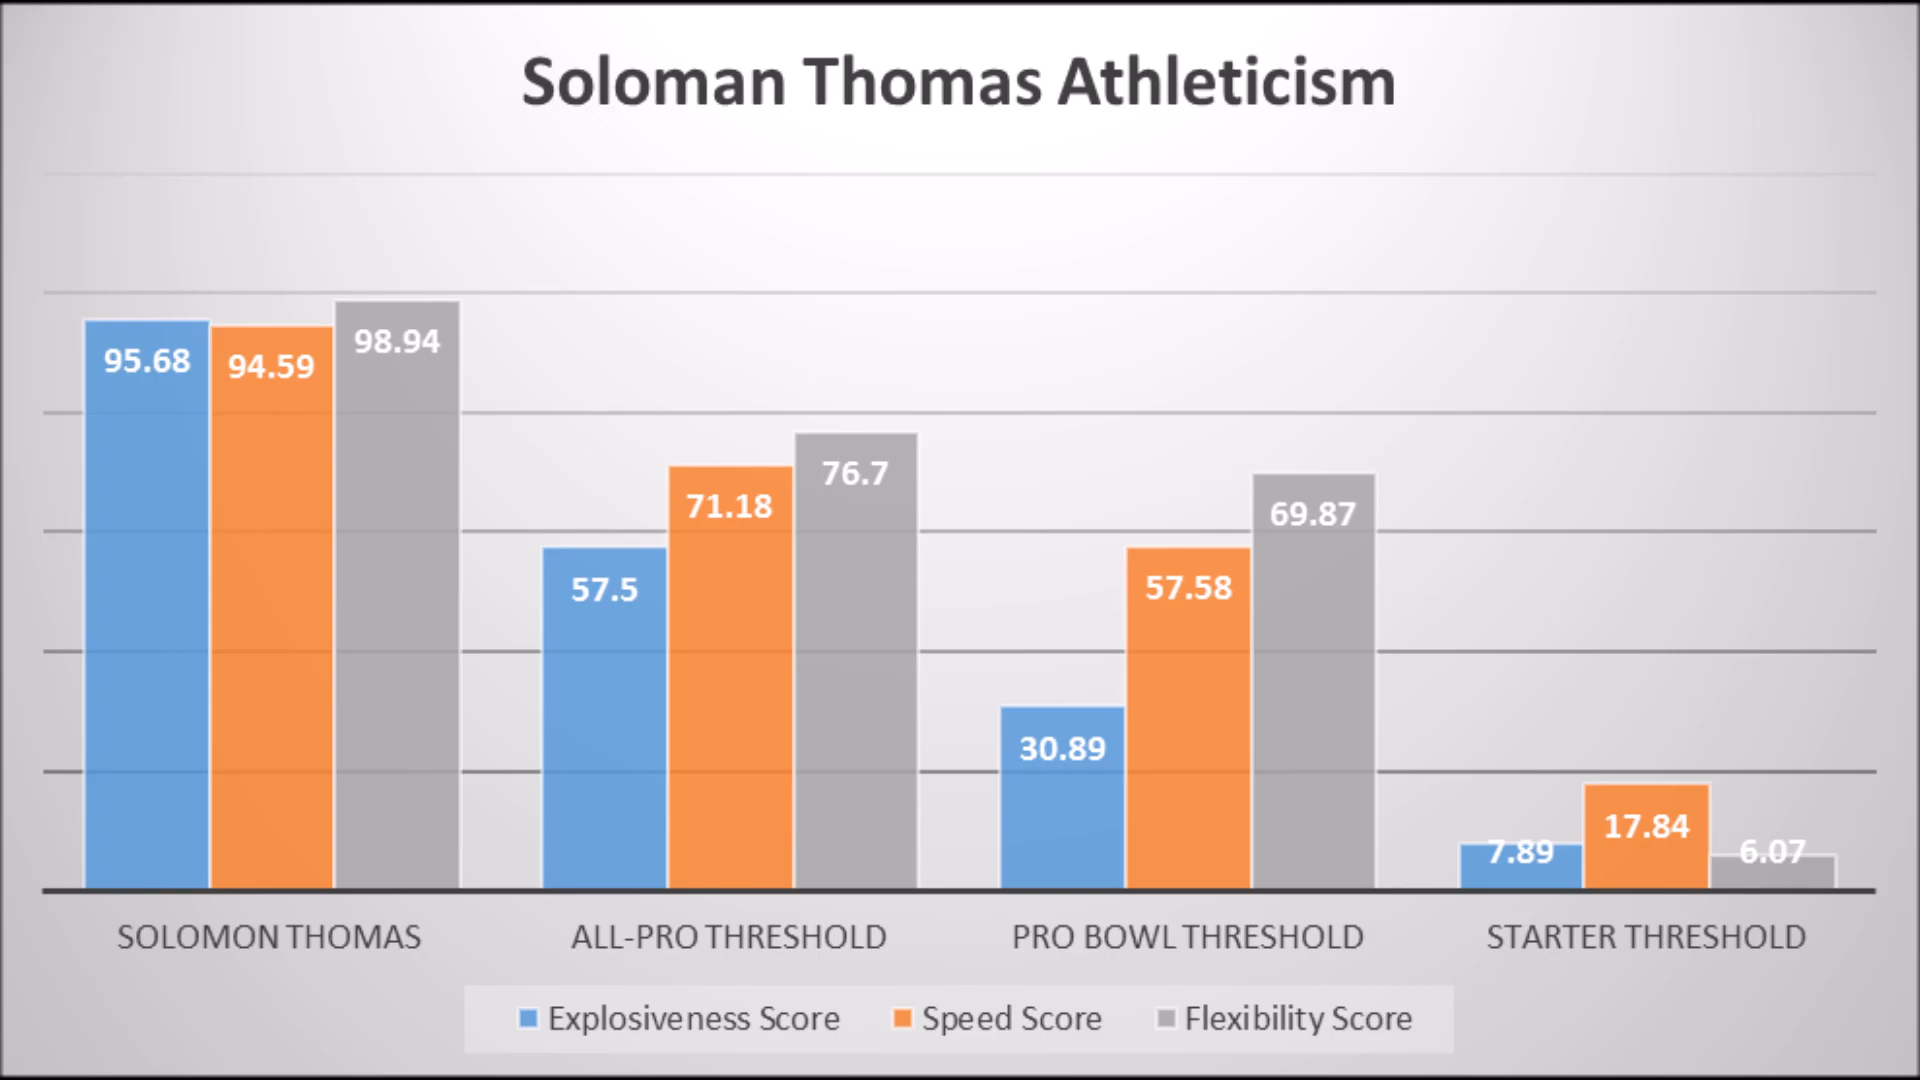 Soloman Thomas Athleticism
95.68 94.59 98.94
57.5 71.18 76.7
30.89 57.58 69.87
7.89 17.84 6.07
SOLOMON THOMAS ALL-PRO THRESHOLD PRO BOWL THRESHOLD STARTER THRESHOLD
Explosiveness Score Speed Score Flexibility Score